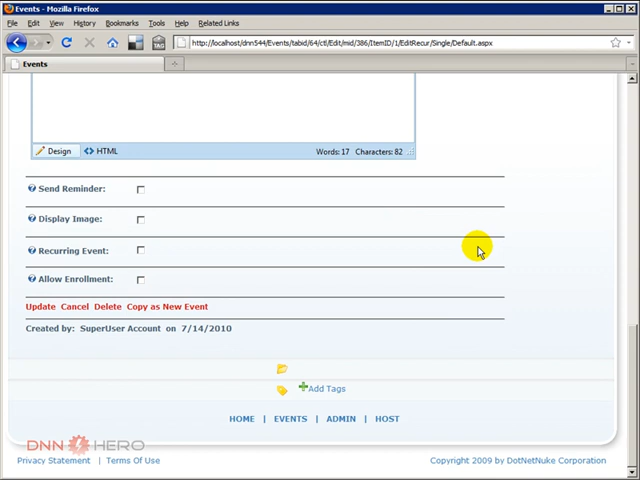 Events - Mozilla Firefox
File Edit View History Bookmarks Tools Help Related Links
TAG http://localhost/dnn544/Events/tabid/64/ctl/Edit/mid/386/ItemID/1/EditRecur/Single/Default.aspx
Events
Design HTML Words: 17 Characters: 82
Send Reminder:
Display Image:
Recurring Event:
Allow Enrollment:
Update Cancel Delete Copy as New Event
Created by: SuperUser Account on 7/14/2010
Add Tags
HOME | EVENTS | ADMIN | HOST
DNN HERO
Privacy Statement | Terms Of Use Copyright 2009 by DotNetNuke Corporation